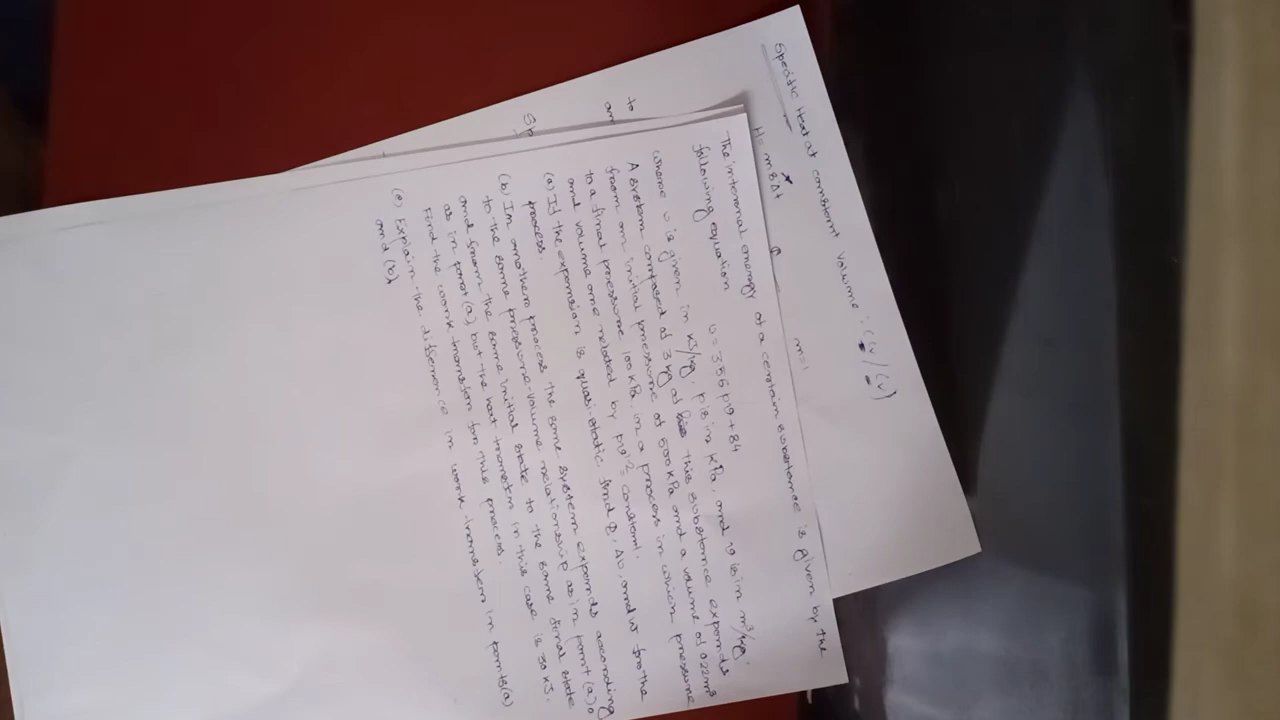 Specific Heat at constant volume : (Cv / Cv)
H = m s Δt
m = 1
to
am
Sp
The internal energy of a certain substance is given by the
following equation u = 3.56 pv + 84
where u is given in kJ/kg, p is in kPa, and v is in m³/kg.
A system composed of 3 kg of this substance expands
from an initial pressure of 500 kPa and a volume of 0.22 m³
to a final pressure 100 kPa in a process in which pressure
and volume are related by pv^1.2 = constant.
(a) If the expansion is quasi-static, find Q, ΔU, and W for the
process.
(b) In another process the same system expands according
to the same pressure-volume relationship as in part (a)
and from the same initial state to the same final state
as in part (a) but the heat transfer in this case is 30 kJ.
Find the work transfer for this process.
(c) Explain the difference in work transfer in parts (a)
and (b)